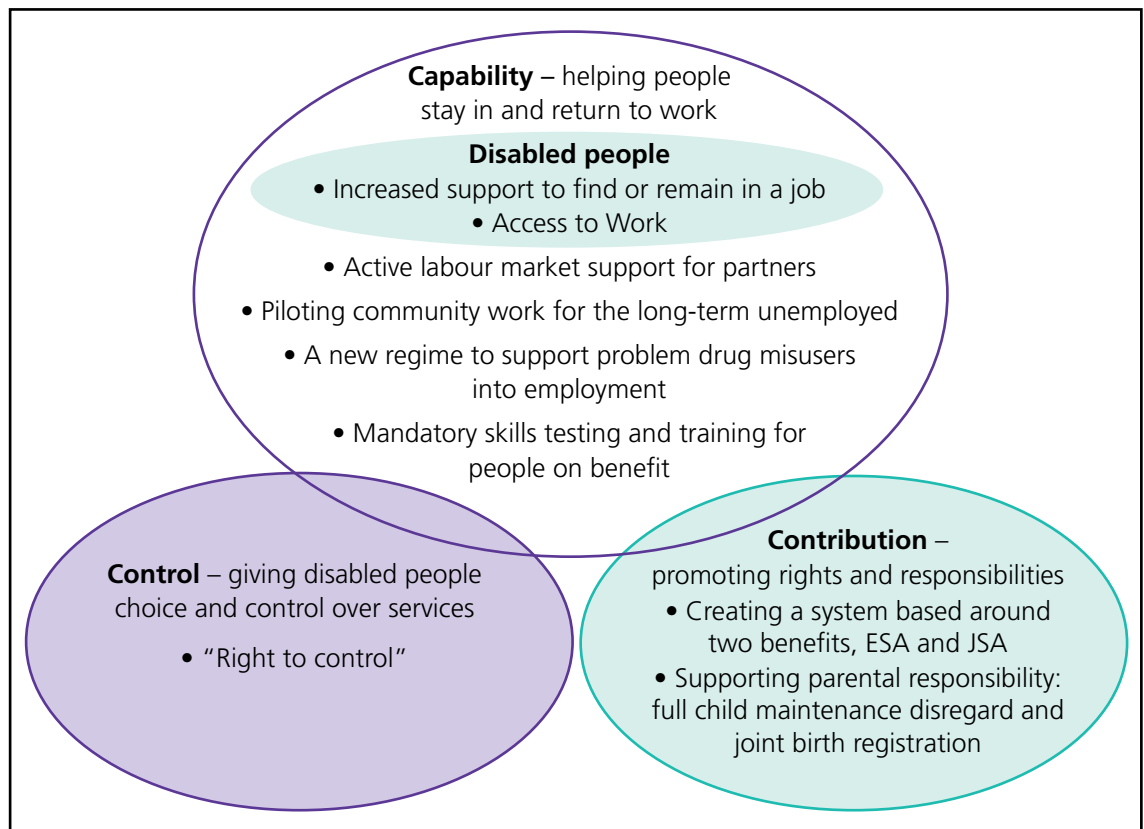 Capability – helping people
stay in and return to work
Disabled people
• Increased support to find or remain in a job
• Access to Work
• Active labour market support for partners
• Piloting community work for the long-term unemployed
• A new regime to support problem drug misusers
into employment
• Mandatory skills testing and training for
people on benefit
Control – giving disabled people
choice and control over services
• “Right to control”
Contribution –
promoting rights and responsibilities
• Creating a system based around
two benefits, ESA and JSA
• Supporting parental responsibility:
full child maintenance disregard and
joint birth registration